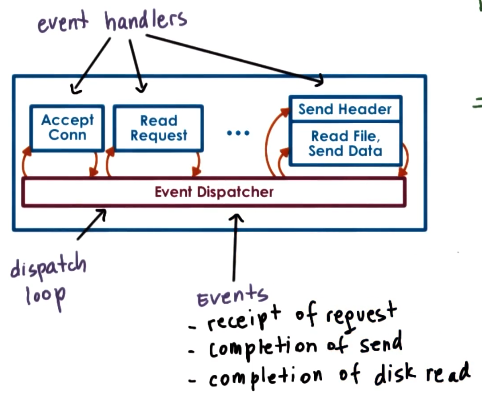 event handlers
Accept
Conn
Read
Request
...
Send Header
Read File,
Send Data
Event Dispatcher
dispatch
loop
Events
- receipt of request
- completion of send
- completion of disk read